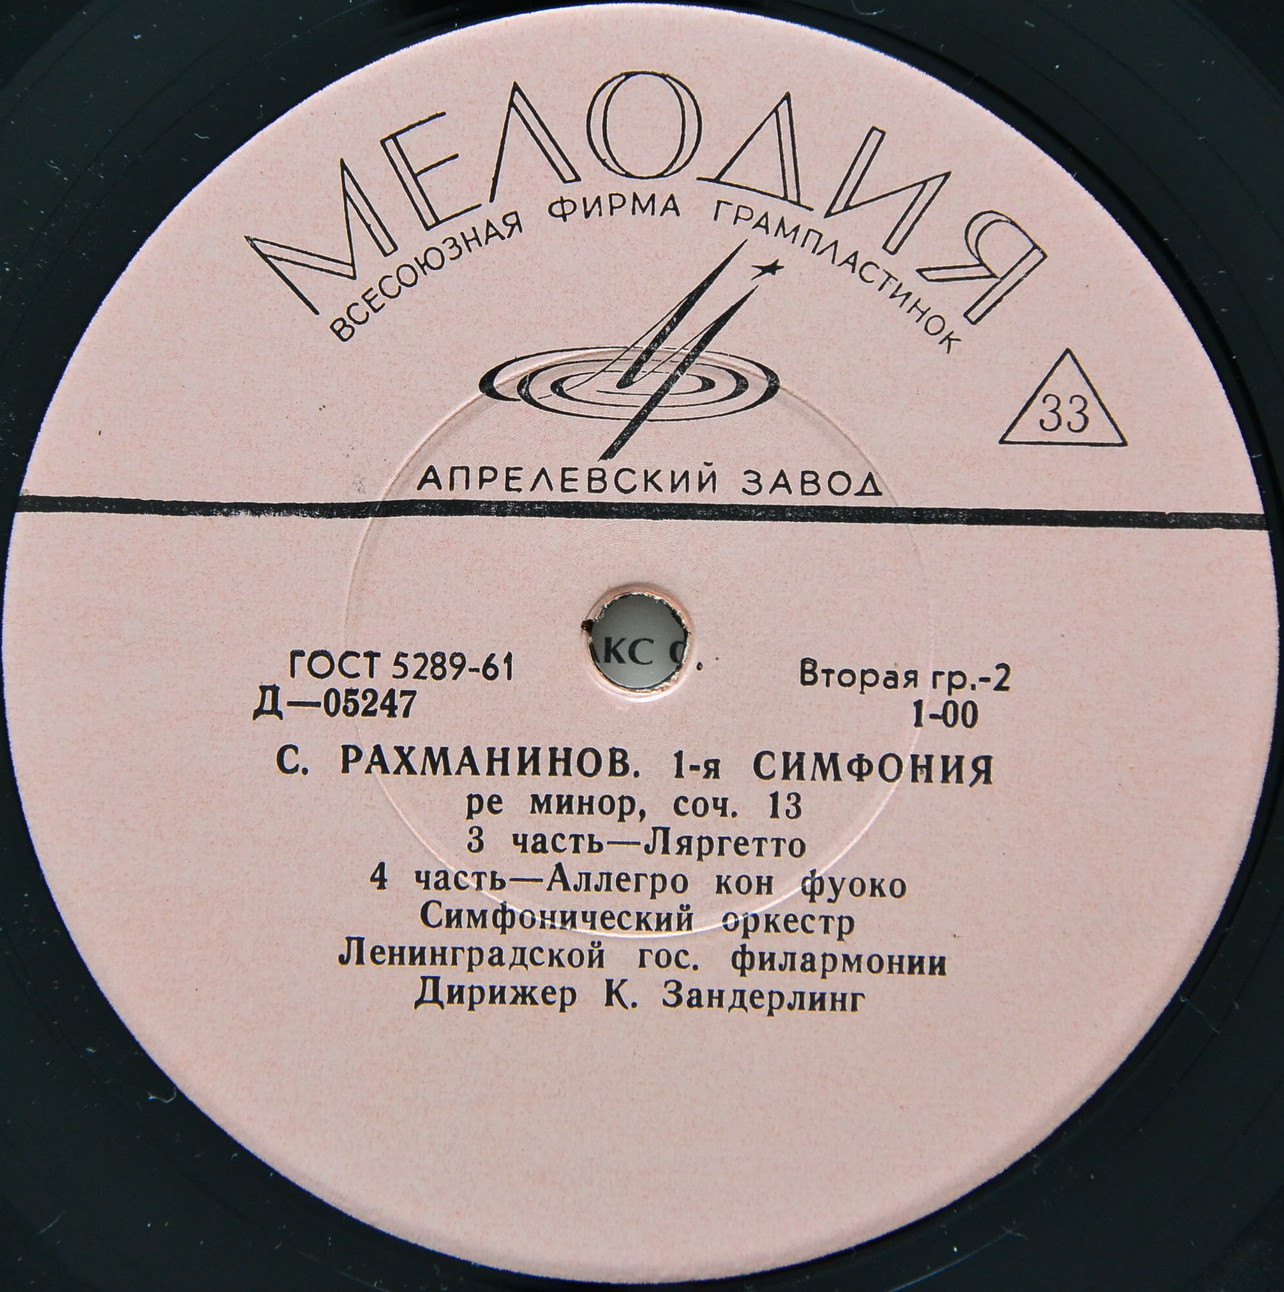 МЕЛОДИЯ
ВСЕСОЮЗНАЯ ФИРМА ГРАМПЛАСТИНОК
33
АПРЕЛЕВСКИЙ ЗАВОД
КС
ГОСТ 5289-61
Вторая гр.-2
Д—05247
1-00
С. РАХМАНИНОВ. 1-я СИМФОНИЯ
ре минор, соч. 13
3 часть—Ляргетто
4 часть—Аллегро кон фуоко
Симфонический оркестр
Ленинградской гос. филармонии
Дирижер К. Зандерлинг